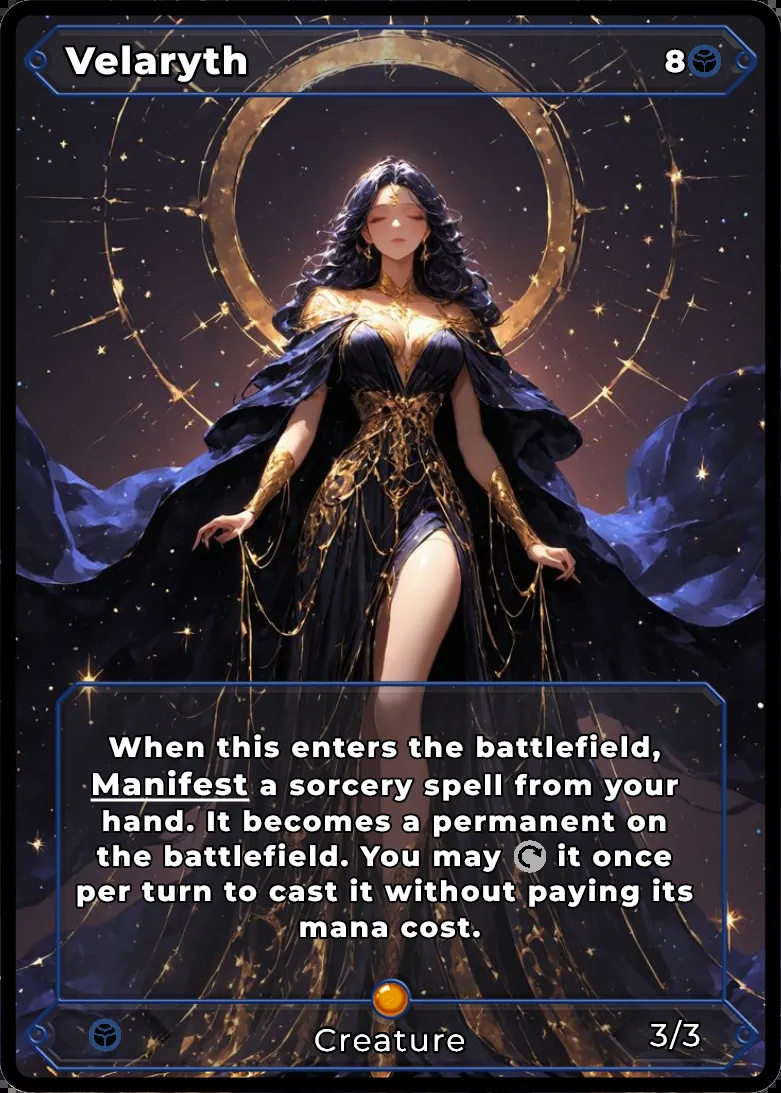 Velaryth 8
When this enters the battlefield,
Manifest a sorcery spell from your
hand. It becomes a permanent on
the battlefield. You may it once
per turn to cast it without paying its
mana cost.
Creature 3/3